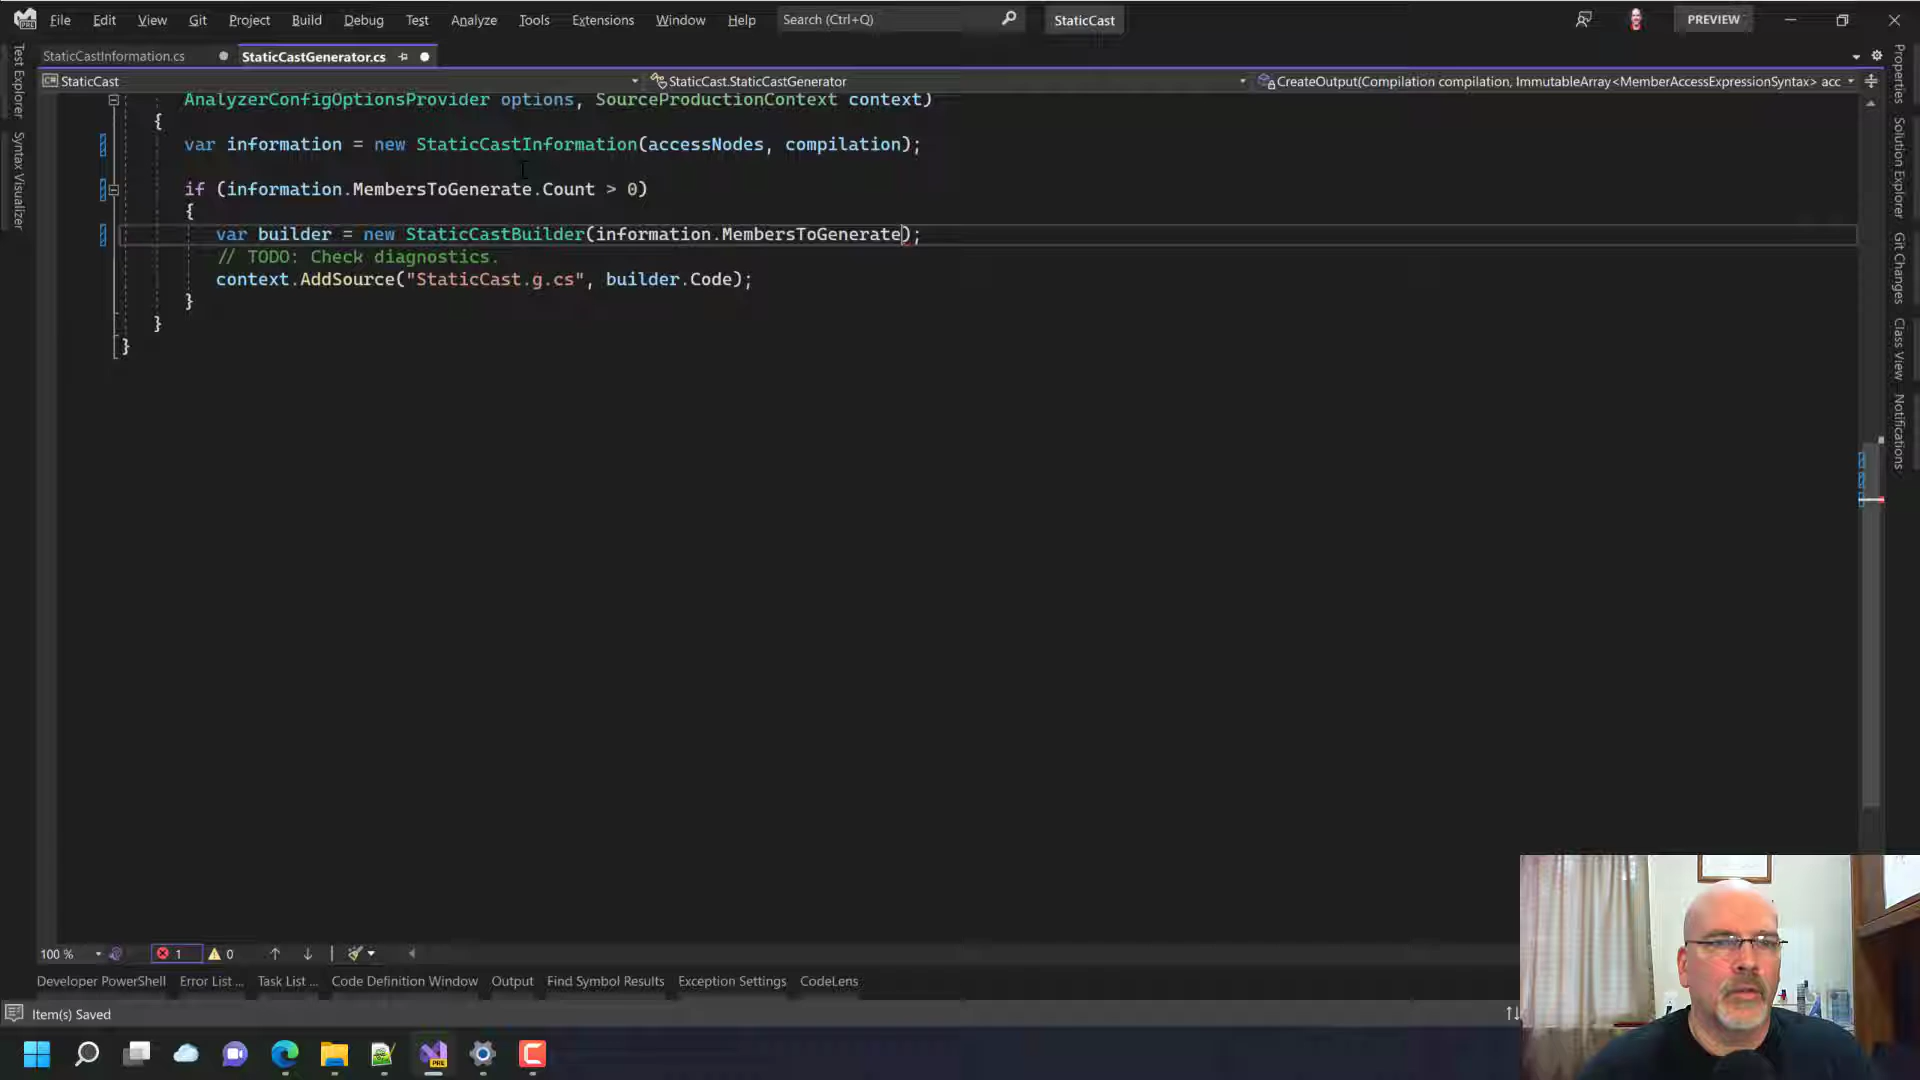 File Edit View Git Project Build Debug Test Analyze Tools Extensions Window Help Search (Ctrl+Q) StaticCast PREVIEW
StaticCastInformation.cs StaticCastGenerator.cs
StaticCast StaticCast.StaticCastGenerator CreateOutput(Compilation compilation, ImmutableArray<MemberAccessExpressionSyntax> acc
AnalyzerConfigOptionsProvider options, SourceProductionContext context)
{
var information = new StaticCastInformation(accessNodes, compilation);
if (information.MembersToGenerate.Count > 0)
{
var builder = new StaticCastBuilder(information.MembersToGenerate);
// TODO: Check diagnostics.
context.AddSource("StaticCast.g.cs", builder.Code);
}
}
}
Test Explorer
Syntax Visualizer
Properties
Solution Explorer
Git Changes
Class View
Notifications
100 % 1 0
Developer PowerShell Error List ... Task List ... Code Definition Window Output Find Symbol Results Exception Settings CodeLens
Item(s) Saved
PRE